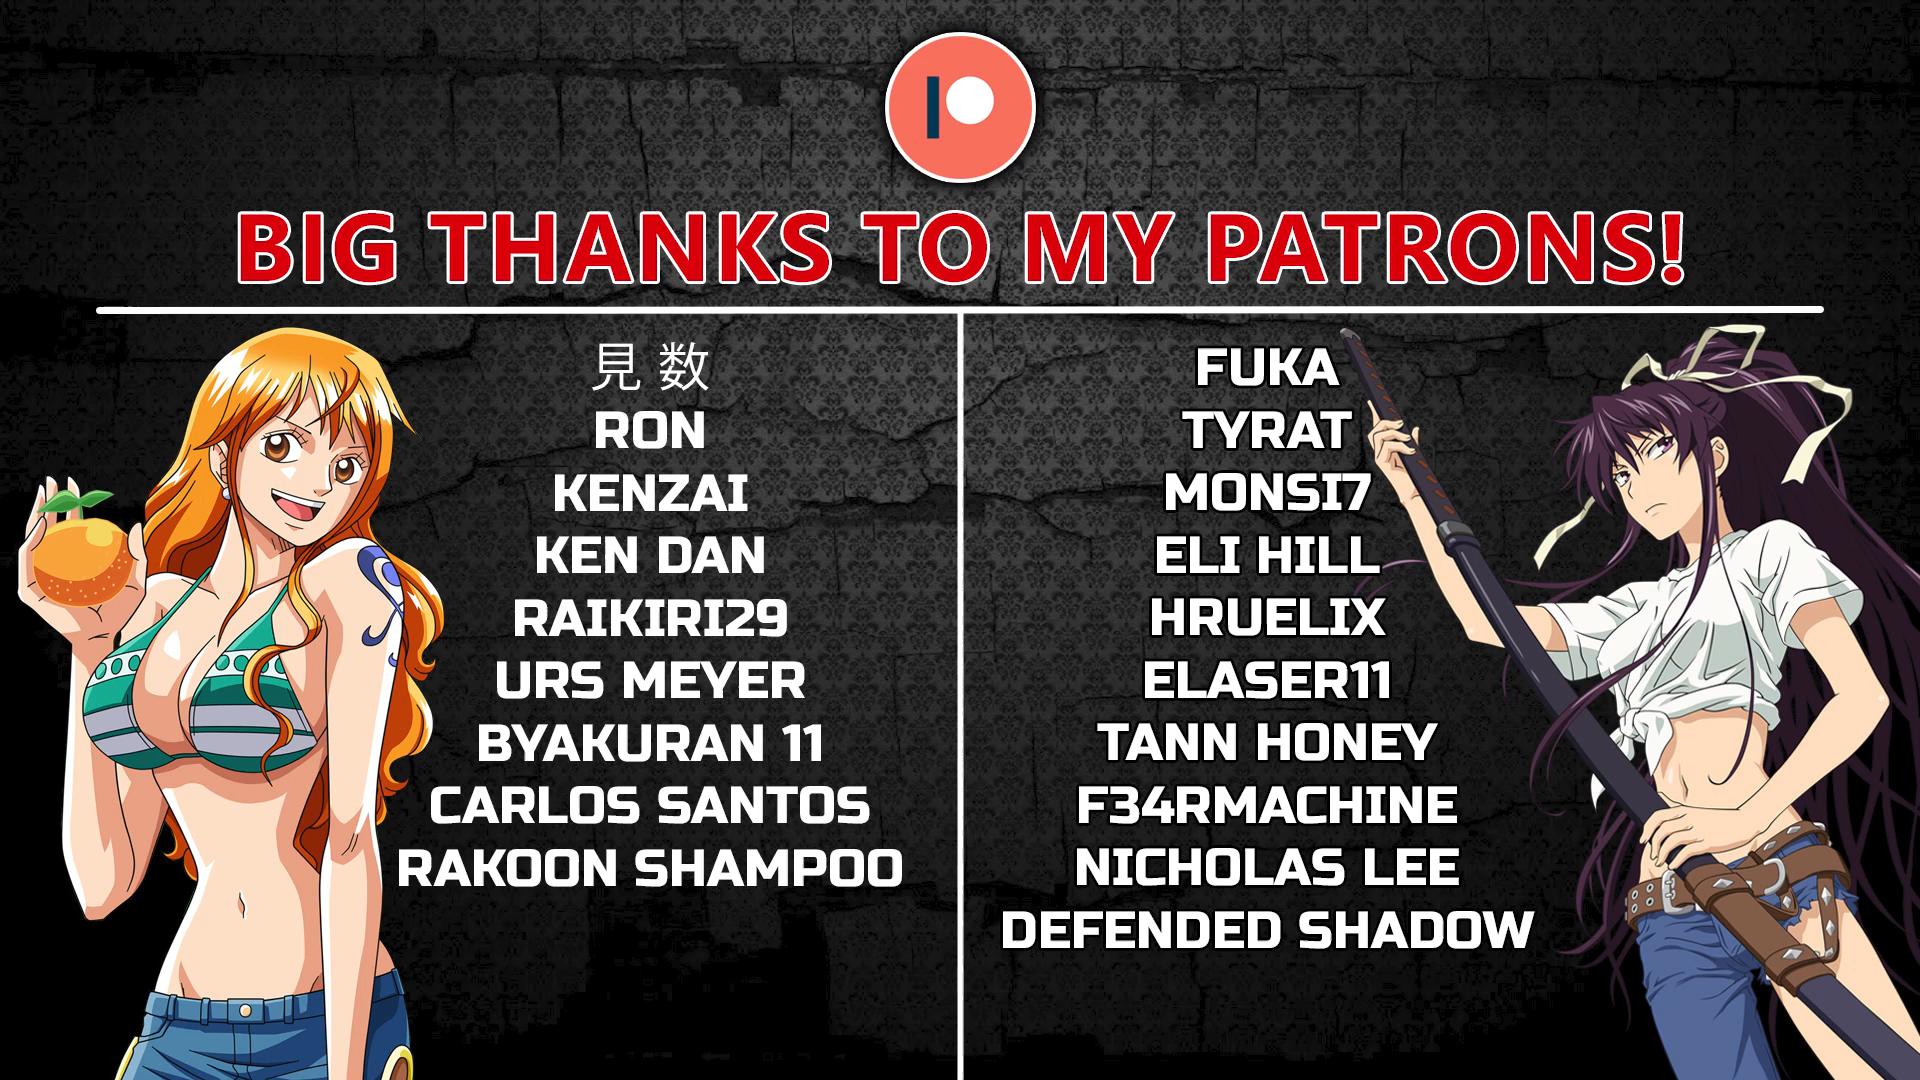 BIG THANKS TO MY PATRONS!
見 数
RON
KENZAI
KEN DAN
RAIKIRI29
URS MEYER
BYAKURAN 11
CARLOS SANTOS
RAKOON SHAMPOO
FUKA
TYRAT
MONSI7
ELI HILL
HRUELIX
ELASER11
TANN HONEY
F34RMACHINE
NICHOLAS LEE
DEFENDED SHADOW